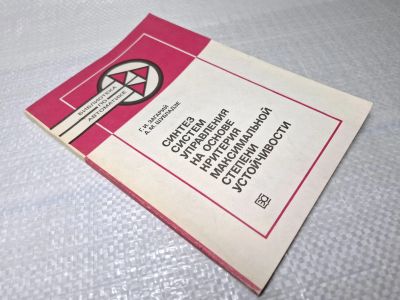 БИБЛИОТЕКА
ПО
АВТОМАТИКЕ
Г.И. ЗАГАРИЙ
А.М. ШУБЛАДЗЕ
СИНТЕЗ
СИСТЕМ
УПРАВЛЕНИЯ
НА ОСНОВЕ
КРИТЕРИЯ
МАКСИМАЛЬНОЙ
СТЕПЕНИ
УСТОЙЧИВОСТИ